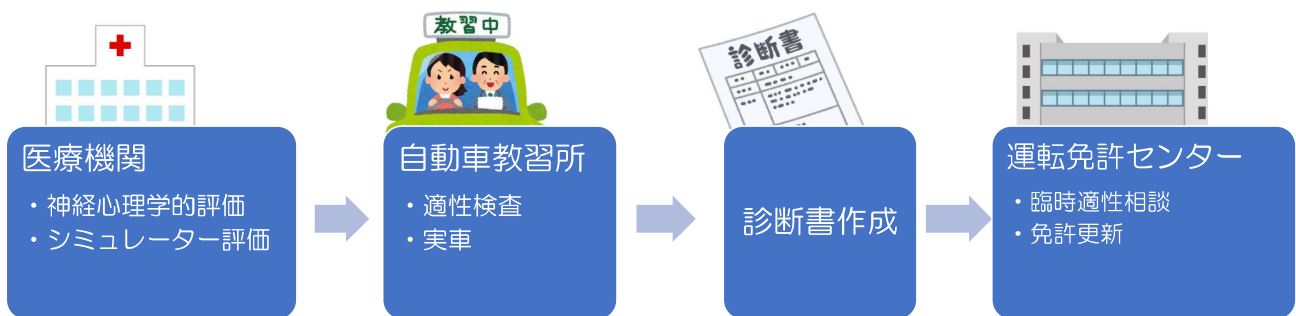 教習中
診断書
医療機関
・神経心理学的評価
・シミュレーター評価
自動車教習所
・適性検査
・実車
診断書作成
運転免許センター
・臨時適性相談
・免許更新